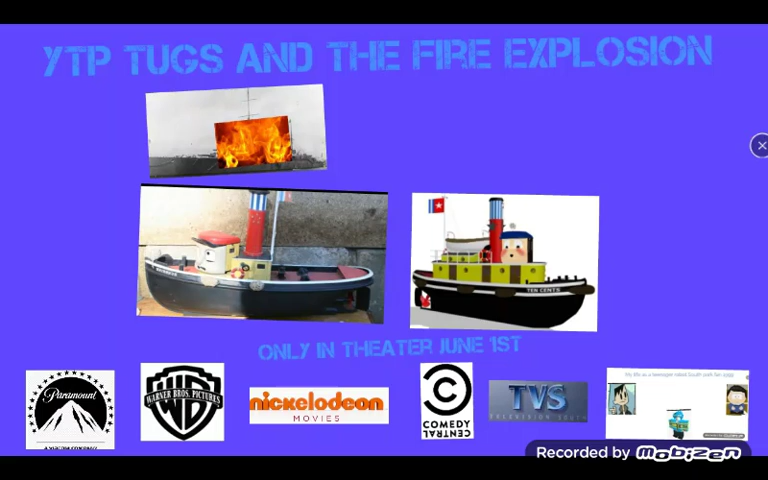 YTP TUGS AND THE FIRE EXPLOSION
TEN CENTS
ONLY IN THEATER JUNE 1ST
Paramount
A VIACOM COMPANY
WB
WARNER BROS. PICTURES
nickelodeon
MOVIES
COMEDY
CENTRAL
TVS
TELEVISION SOUTH
Recorded by mobizen